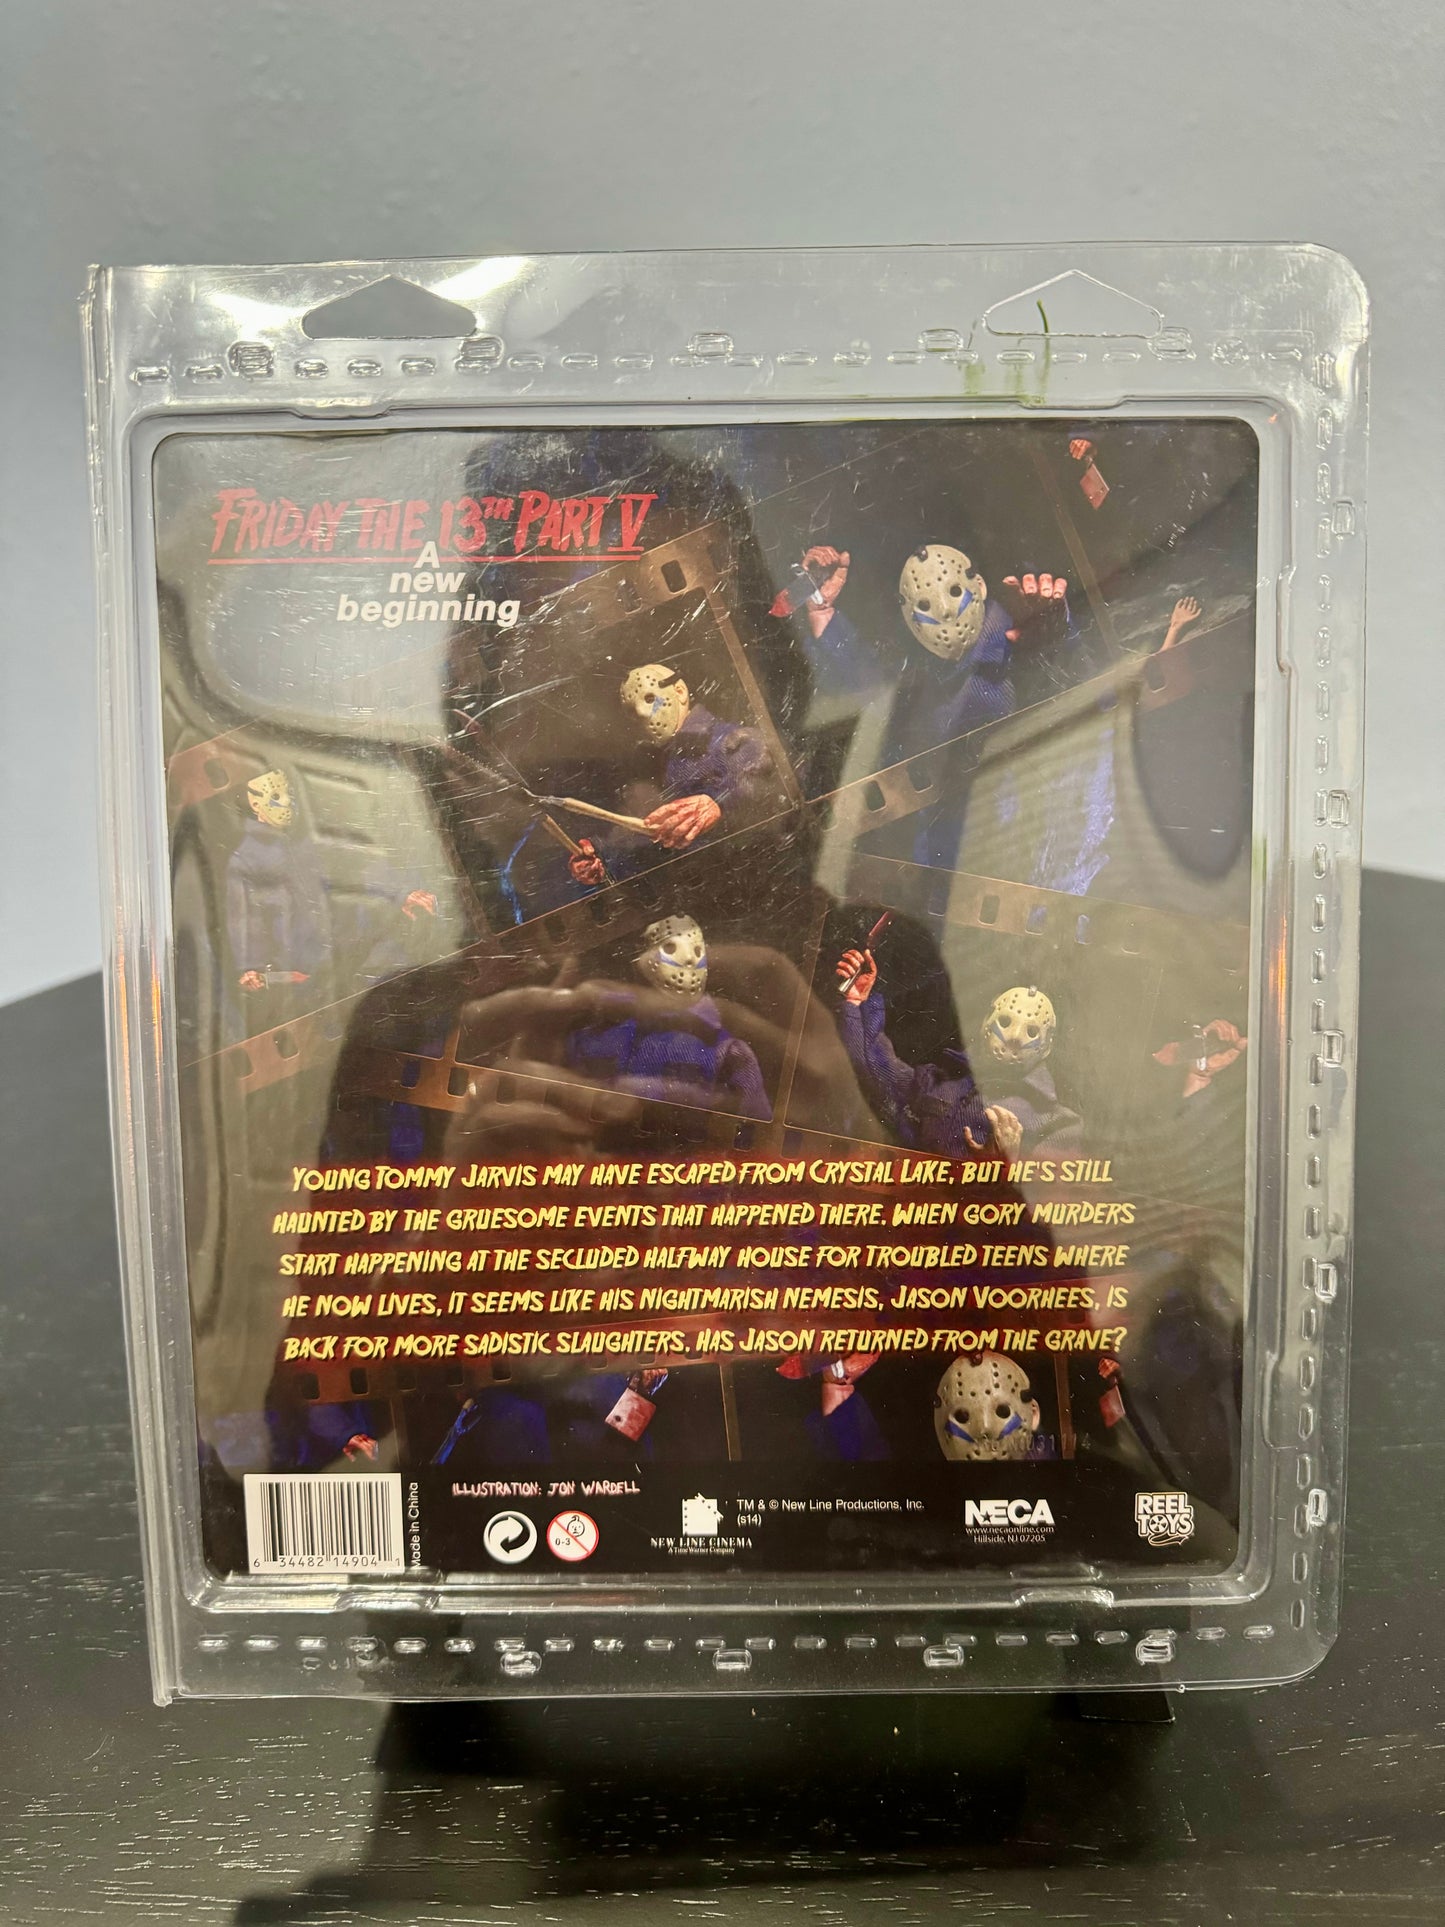 FRIDAY THE 13TH PART V
A
new
beginning
YOUNG TOMMY JARVIS MAY HAVE ESCAPED FROM CRYSTAL LAKE, BUT HE'S STILL
HAUNTED BY THE GRUESOME EVENTS THAT HAPPENED THERE. WHEN GORY MURDERS
START HAPPENING AT THE SECLUDED HALFWAY HOUSE FOR TROUBLED TEENS WHERE
HE NOW LIVES, IT SEEMS LIKE HIS NIGHTMARISH NEMESIS, JASON VOORHEES, IS
BACK FOR MORE SADISTIC SLAUGHTERS. HAS JASON RETURNED FROM THE GRAVE?
6 34482 14904 1
Made in China
ILLUSTRATION: JON WARDELL
0-3
NEW LINE CINEMA
A Time Warner Company
TM & © New Line Productions, Inc.
(s14)
NECA
www.necaonline.com
Hillside, NJ 07205
REEL
TOYS